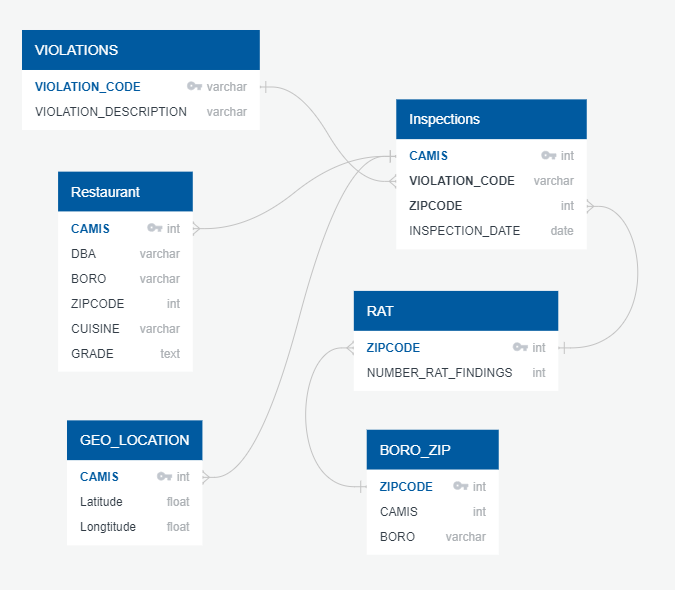 VIOLATIONS
VIOLATION_CODE varchar
VIOLATION_DESCRIPTION varchar
Inspections
CAMIS int
VIOLATION_CODE varchar
ZIPCODE int
INSPECTION_DATE date
Restaurant
CAMIS int
DBA varchar
BORO varchar
ZIPCODE int
CUISINE varchar
GRADE text
RAT
ZIPCODE int
NUMBER_RAT_FINDINGS int
GEO_LOCATION
CAMIS int
Latitude float
Longtitude float
BORO_ZIP
ZIPCODE int
CAMIS int
BORO varchar